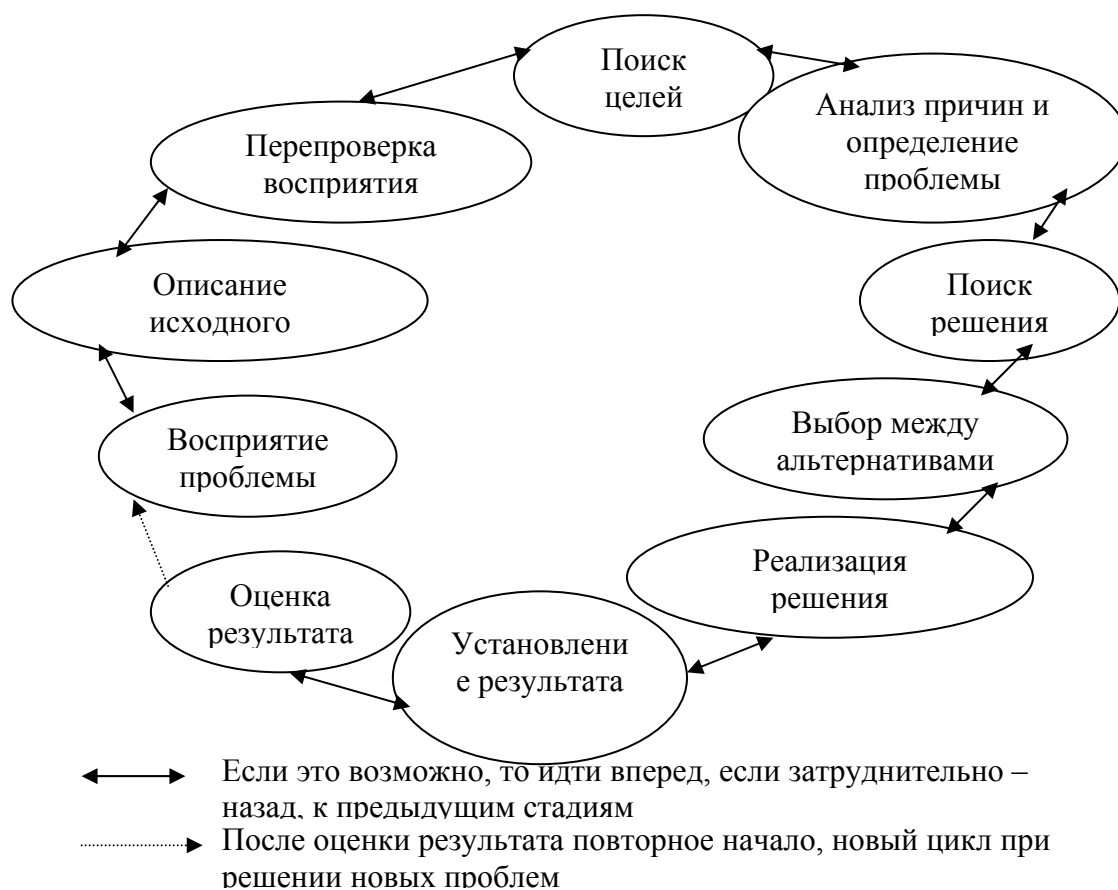 Поиск
целей
Анализ причин и
определение
проблемы
Перепроверка
восприятия
Описание
исходного
Поиск
решения
Восприятие
проблемы
Выбор между
альтернативами
Реализация
решения
Оценка
результата
Установлени
е результата
Если это возможно, то идти вперед, если затруднительно –
назад, к предыдущим стадиям
После оценки результата повторное начало, новый цикл при
решении новых проблем